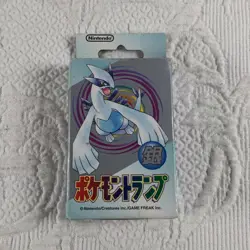 Nintendo
銀
ポケモントランプ
© Nintendo/Creatures inc./GAME FREAK inc.